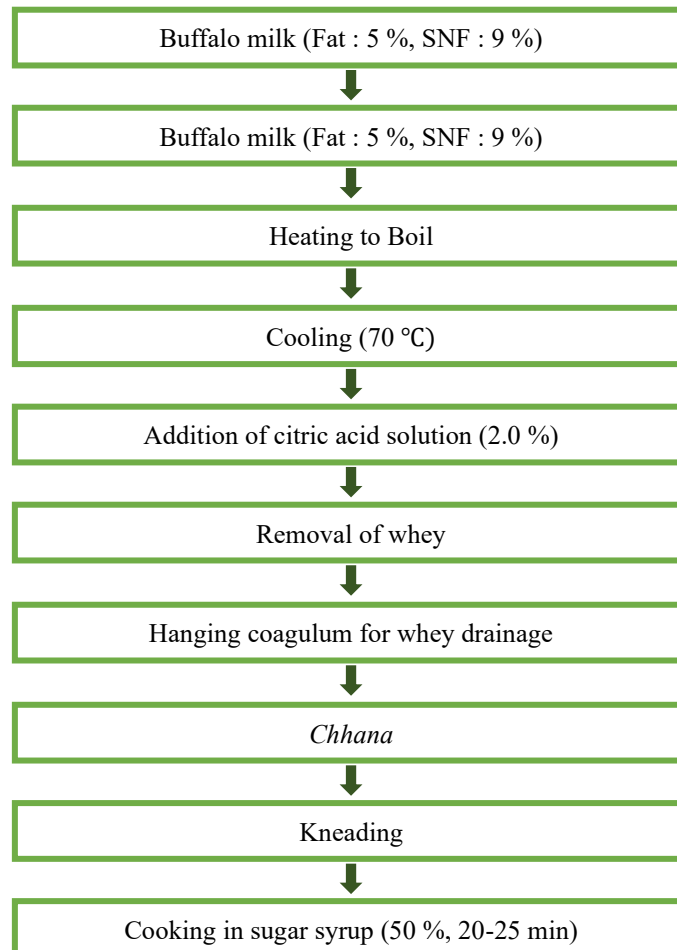 Buffalo milk (Fat : 5 %, SNF : 9 %)
Buffalo milk (Fat : 5 %, SNF : 9 %)
Heating to Boil
Cooling (70 ℃)
Addition of citric acid solution (2.0 %)
Removal of whey
Hanging coagulum for whey drainage
Chhana
Kneading
Cooking in sugar syrup (50 %, 20-25 min)